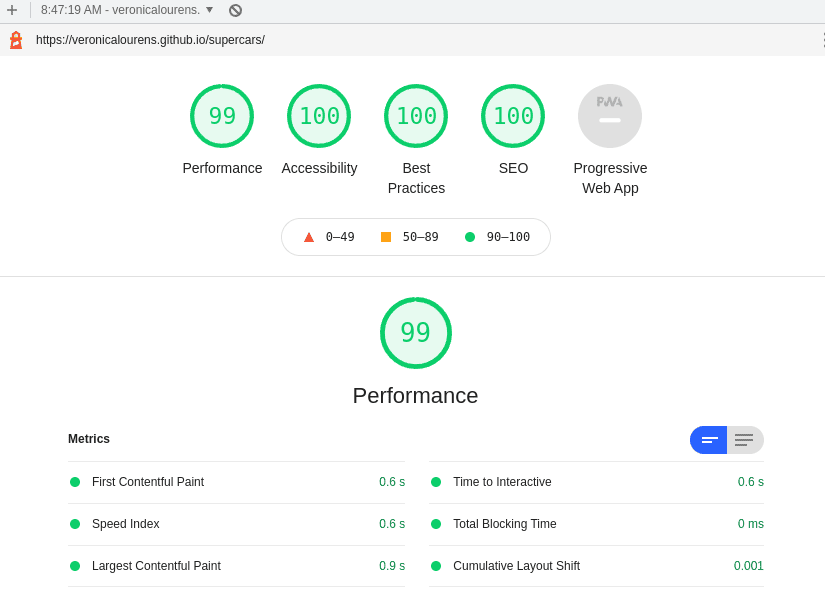 8:47:19 AM - veronicalourens.
https://veronicalourens.github.io/supercars/
99 100 100 100 PWA
Performance Accessibility Best Practices SEO Progressive Web App
0–49 50–89 90–100
99
Performance
Metrics
First Contentful Paint 0.6 s Time to Interactive 0.6 s
Speed Index 0.6 s Total Blocking Time 0 ms
Largest Contentful Paint 0.9 s Cumulative Layout Shift 0.001